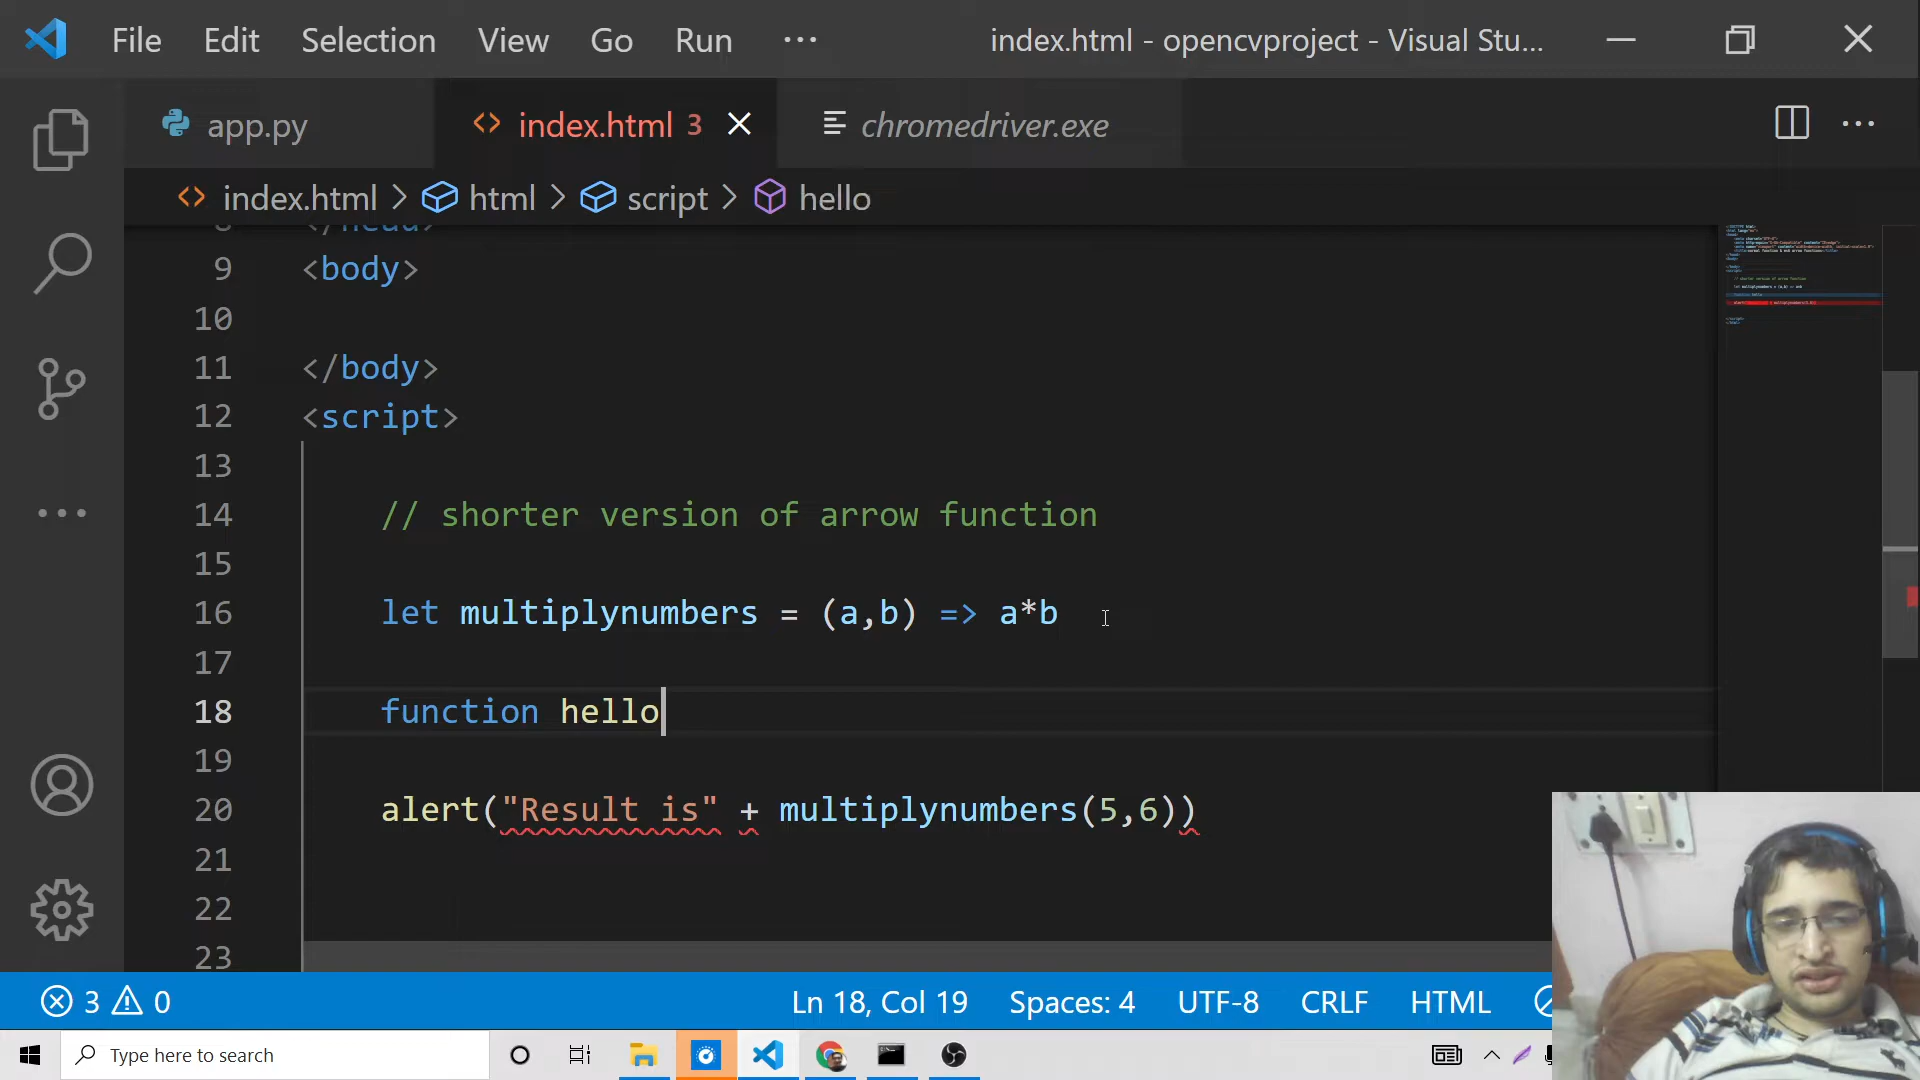 File Edit Selection View Go Run ··· index.html - opencvproject - Visual Stu...
app.py index.html 3 chromedriver.exe
index.html > html > script > hello
8 </head>
9 <body>
10
11 </body>
12 <script>
13
14 // shorter version of arrow function
15
16 let multiplynumbers = (a,b) => a*b
17
18 function hello
19
20 alert("Result is" + multiplynumbers(5,6))
21
22
23
3 0 Ln 18, Col 19 Spaces: 4 UTF-8 CRLF HTML
Type here to search